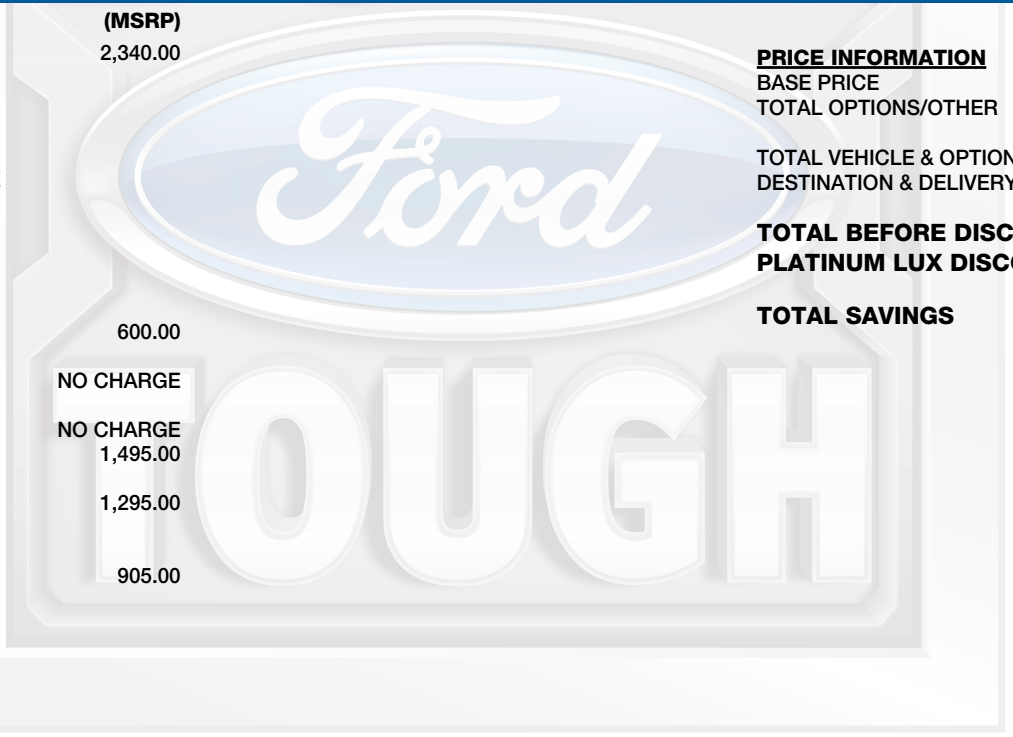 (MSRP)
2,340.00
600.00
NO CHARGE
NO CHARGE
1,495.00
1,295.00
905.00
PRICE INFORMATION
BASE PRICE
TOTAL OPTIONS/OTHER
TOTAL VEHICLE & OPTION
DESTINATION & DELIVERY
TOTAL BEFORE DISC
PLATINUM LUX DISC
TOTAL SAVINGS
Ford
TOUGH